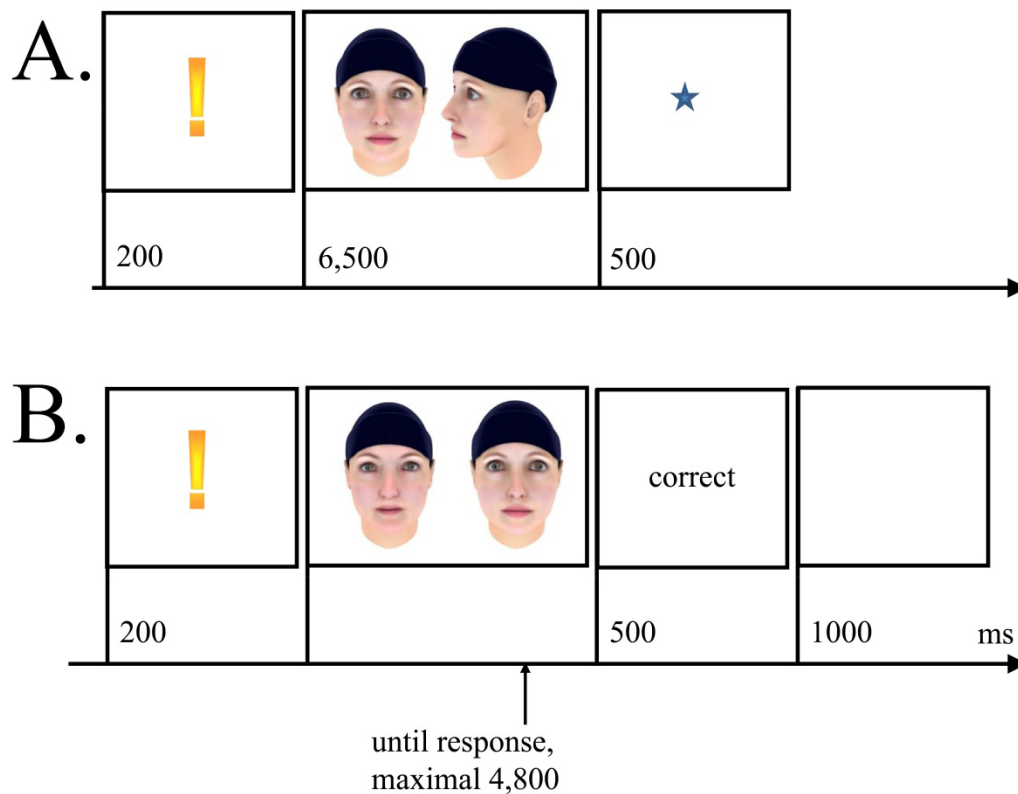 A.
!
200
6,500
500
B.
!
correct
200
500
1000
ms
until response,
maximal 4,800